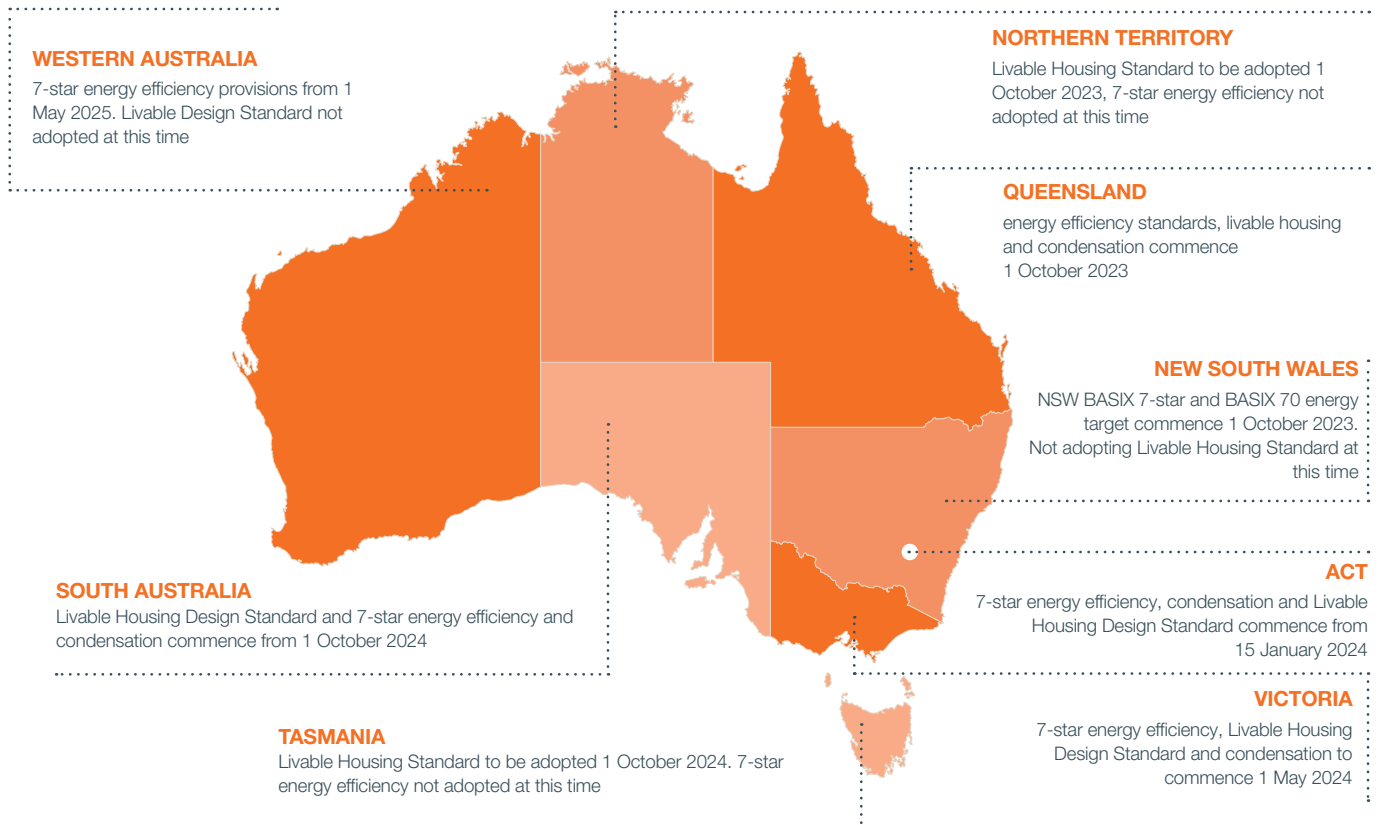 WESTERN AUSTRALIA
7-star energy efficiency provisions from 1
May 2025. Livable Design Standard not
adopted at this time
NORTHERN TERRITORY
Livable Housing Standard to be adopted 1
October 2023, 7-star energy efficiency not
adopted at this time
QUEENSLAND
energy efficiency standards, livable housing
and condensation commence
1 October 2023
NEW SOUTH WALES
NSW BASIX 7-star and BASIX 70 energy
target commence 1 October 2023.
Not adopting Livable Housing Standard at
this time
ACT
7-star energy efficiency, condensation and Livable
Housing Design Standard commence from
15 January 2024
SOUTH AUSTRALIA
Livable Housing Design Standard and 7-star energy efficiency and
condensation commence from 1 October 2024
VICTORIA
7-star energy efficiency, Livable Housing
Design Standard and condensation to
commence 1 May 2024
TASMANIA
Livable Housing Standard to be adopted 1 October 2024. 7-star
energy efficiency not adopted at this time